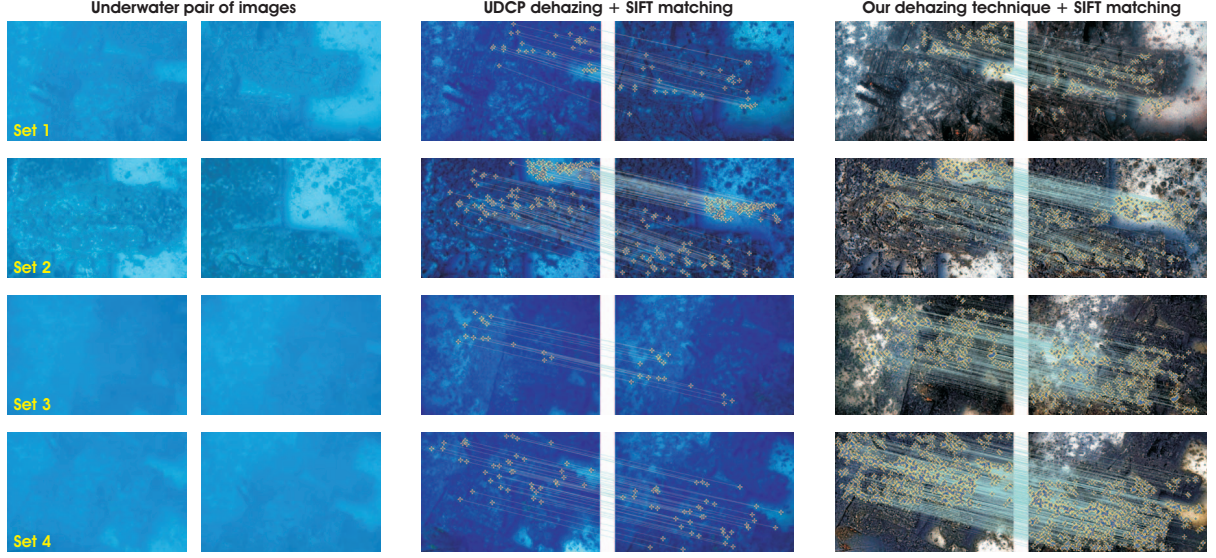 Underwater pair of images
UDCP dehazing + SIFT matching
Our dehazing technique + SIFT matching
Set 1
Set 2
Set 3
Set 4